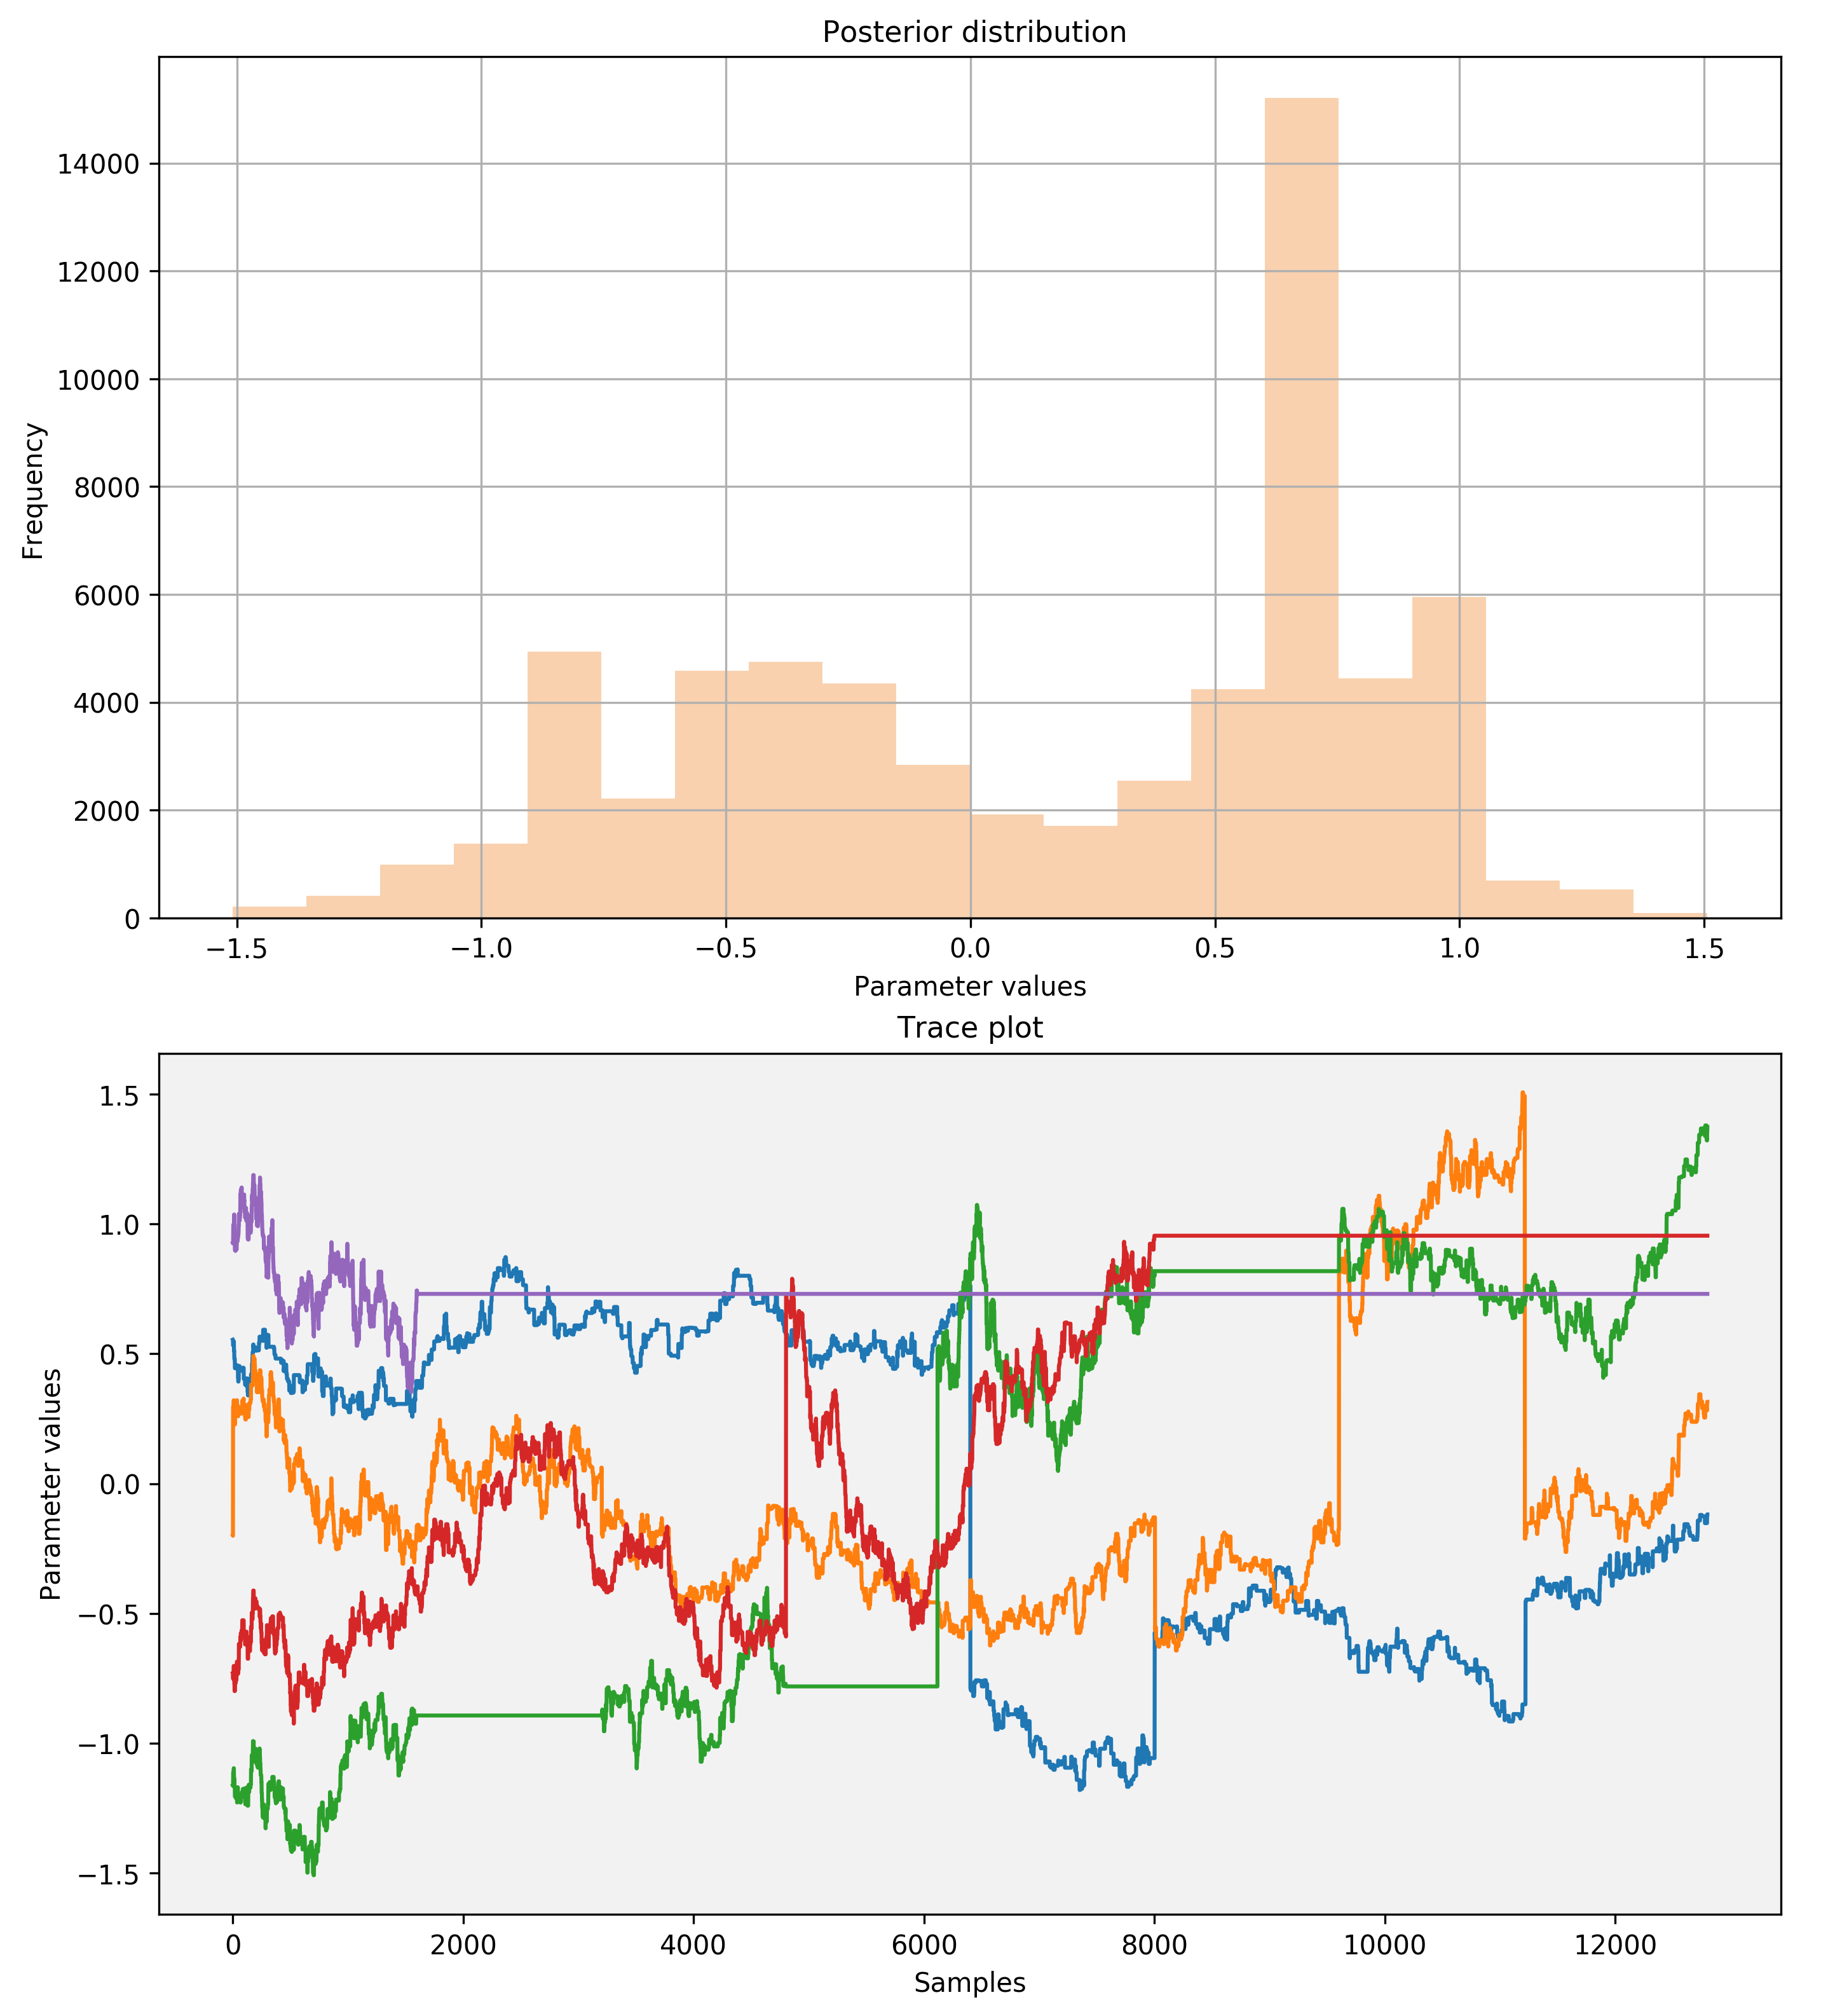 Posterior distribution
14000
12000
10000
8000
6000
4000
2000
0
Frequency
−1.5 −1.0 −0.5 0.0 0.5 1.0 1.5
Parameter values
Trace plot
1.5
1.0
0.5
0.0
−0.5
−1.0
−1.5
Parameter values
0 2000 4000 6000 8000 10000 12000
Samples